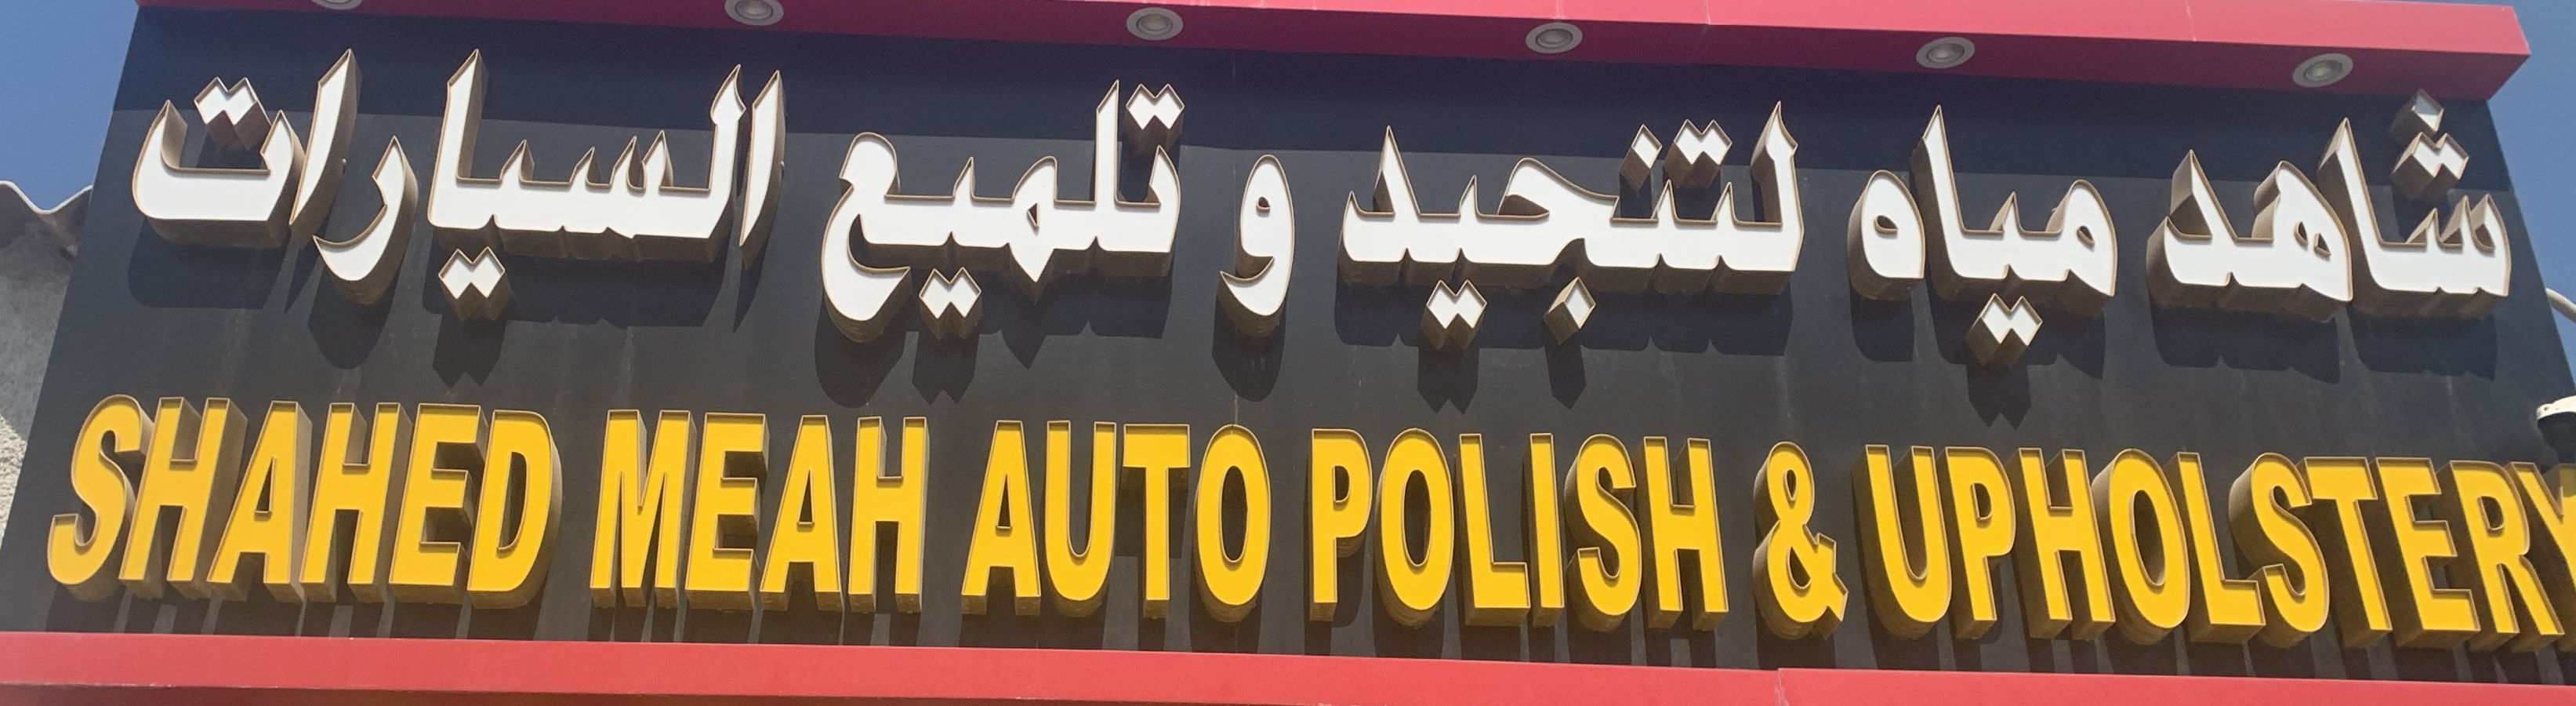 شاهد مياه لتنجيد و تلميع السيارات
SHAHED MEAH AUTO POLISH & UPHOLSTERY